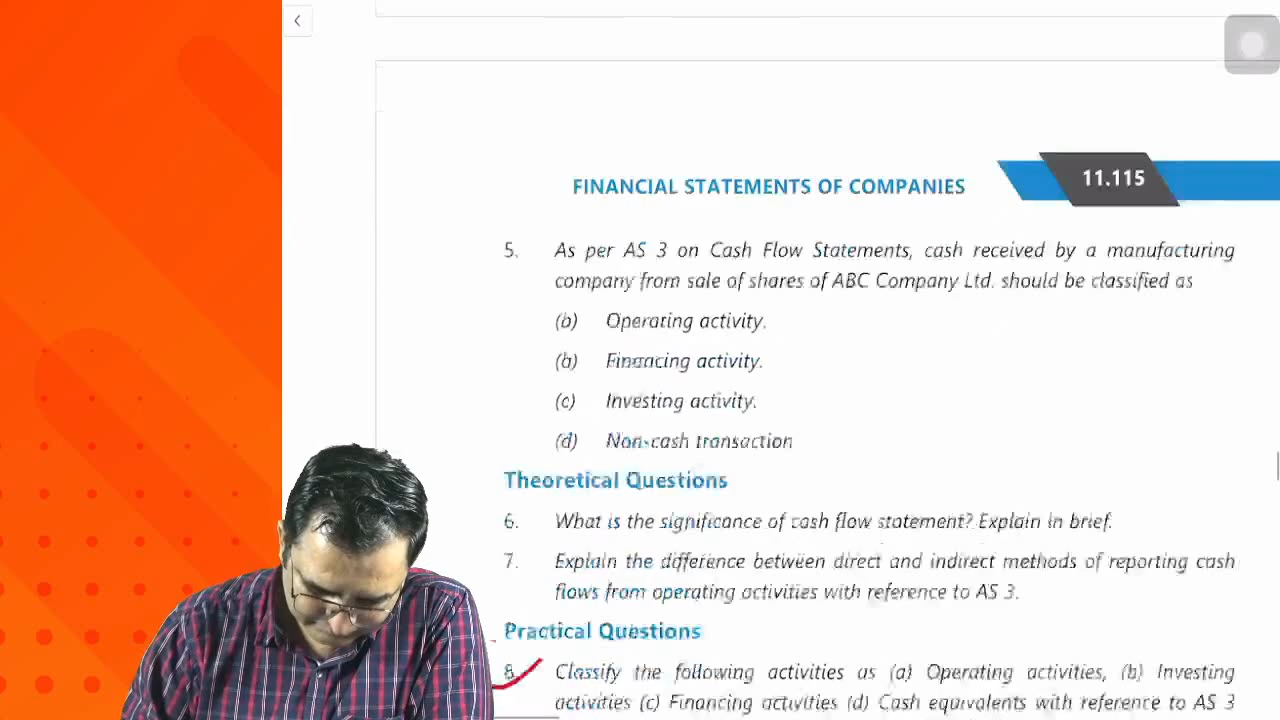 FINANCIAL STATEMENTS OF COMPANIES
11.115
5. As per AS 3 on Cash Flow Statements, cash received by a manufacturing
company from sale of shares of ABC Company Ltd. should be classified as
(b) Operating activity.
(b) Financing activity.
(c) Investing activity.
(d) Non-cash transaction
Theoretical Questions
6. What is the significance of cash flow statement? Explain in brief.
7. Explain the difference between direct and indirect methods of reporting cash
flows from operating activities with reference to AS 3.
Practical Questions
8. Classify the following activities as (a) Operating activities, (b) Investing
activities (c) Financing activities (d) Cash equivalents with reference to AS 3